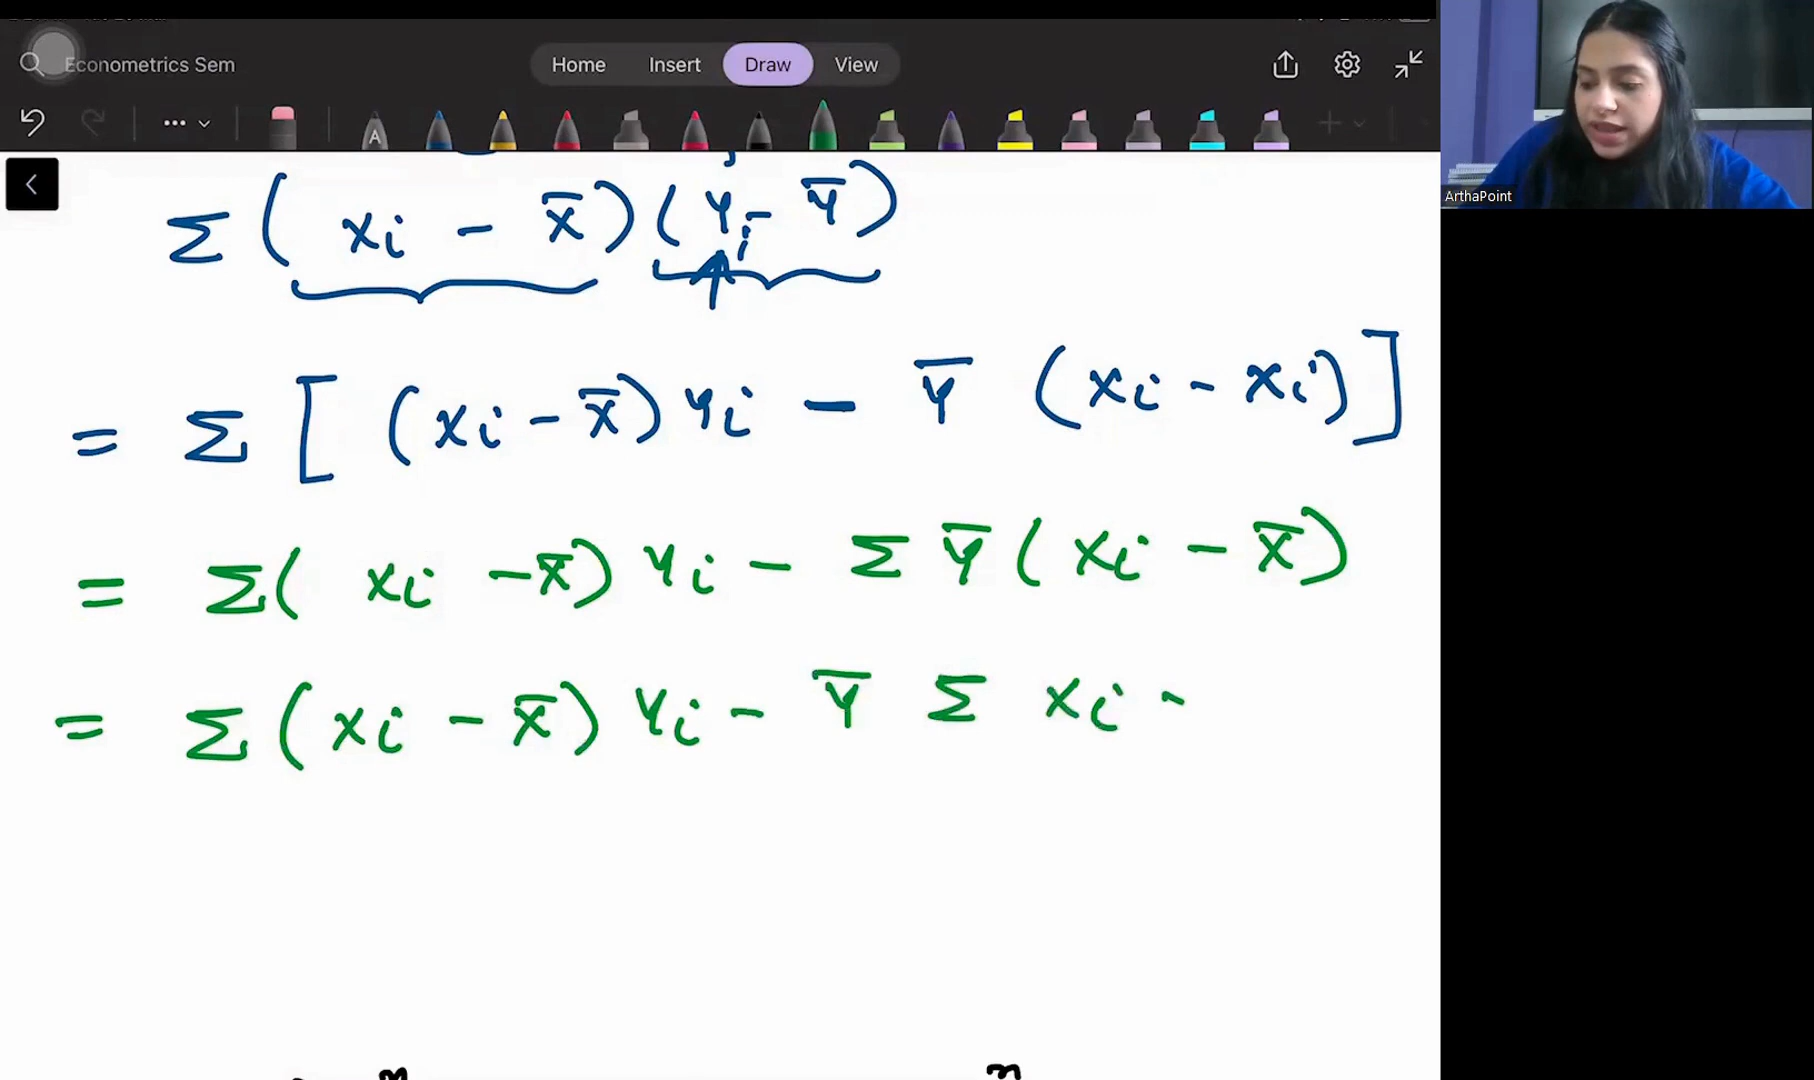 Econometrics Sem
Home Insert Draw View
A
ArthaPoint
Σ ( xi - x̄ ) ( Yi - Ȳ )
= Σ [ ( xi - x̄ ) Yi - Ȳ ( xi - xi ) ]
= Σ ( xi - x̄ ) Yi - Σ Ȳ ( xi - x̄ )
= Σ ( xi - x̄ ) Yi - Ȳ Σ xi -